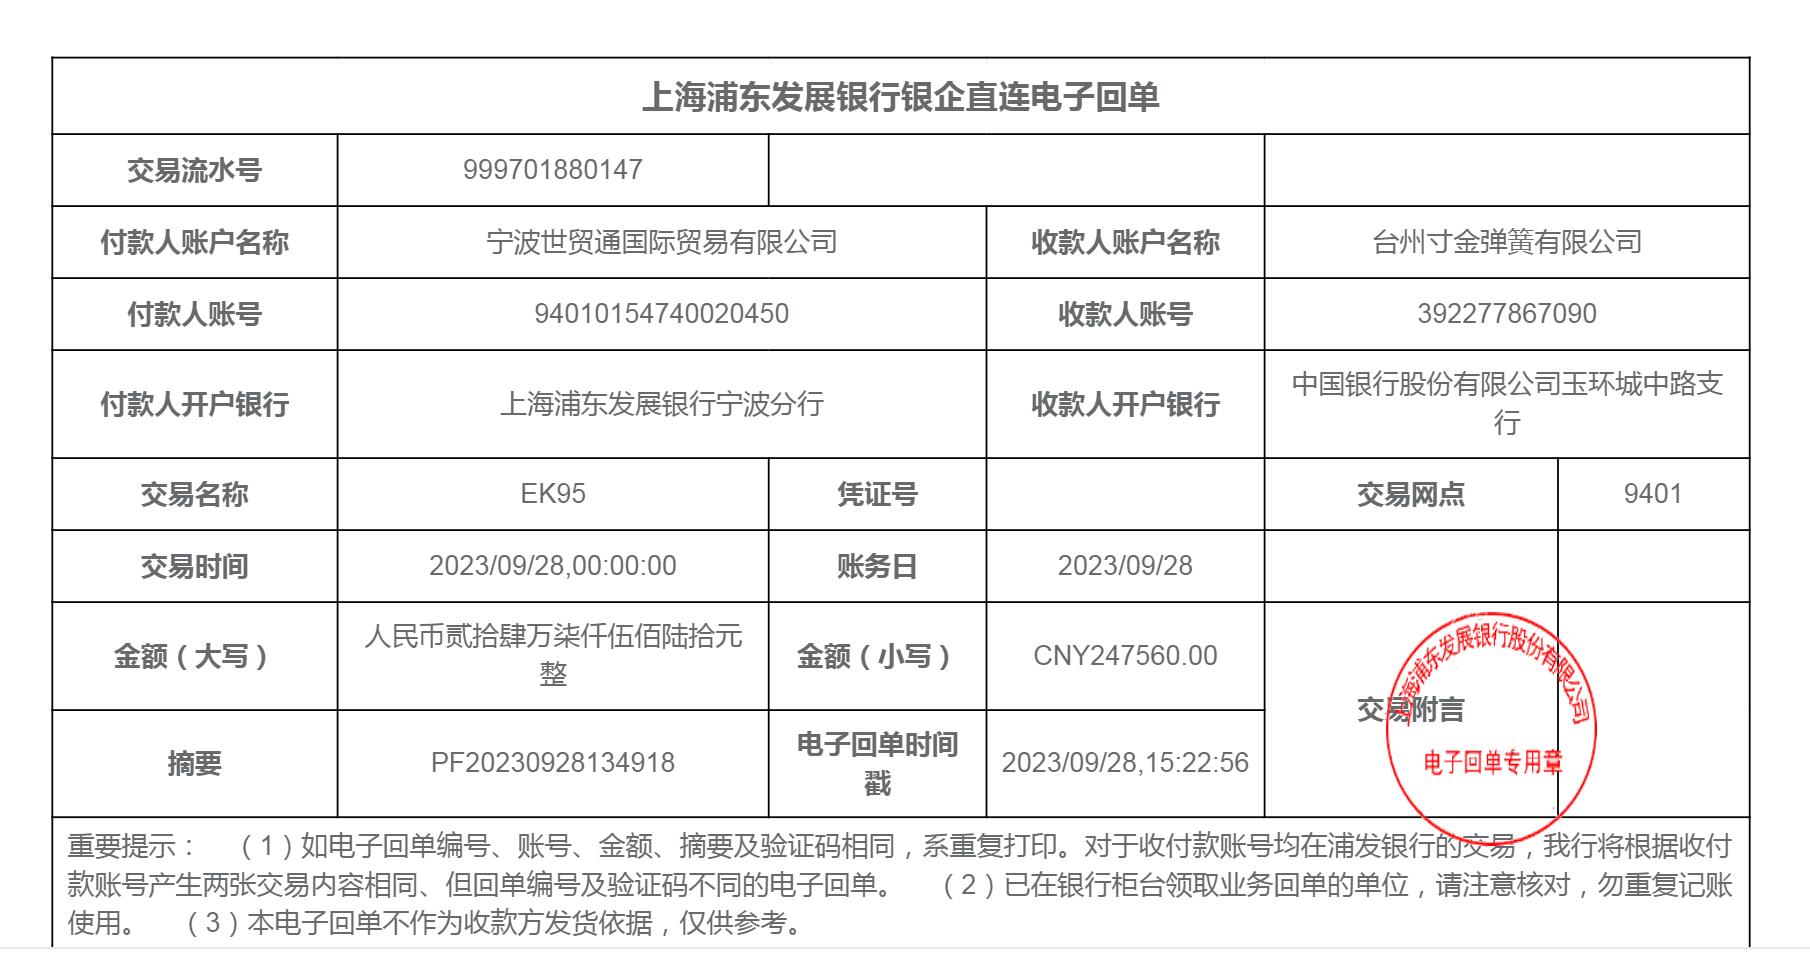 上海浦东发展银行银企直连电子回单
交易流水号 999701880147
付款人账户名称 宁波世贸通国际贸易有限公司 收款人账户名称 台州寸金弹簧有限公司
付款人账号 94010154740020450 收款人账号 392277867090
付款人开户银行 上海浦东发展银行宁波分行 收款人开户银行 中国银行股份有限公司玉环城中路支
行
交易名称 EK95 凭证号 交易网点 9401
交易时间 2023/09/28,00:00:00 账务日 2023/09/28
金额（大写） 人民币贰拾肆万柒仟伍佰陆拾元
整
金额（小写） CNY247560.00
交易附言
摘要 PF20230928134918 电子回单时间
戳
2023/09/28,15:22:56
上海浦东发展银行股份有限公司
电子回单专用章
重要提示： （1）如电子回单编号、账号、金额、摘要及验证码相同，系重复打印。对于收付款账号均在浦发银行的交易，我行将根据收付
款账号产生两张交易内容相同、但回单编号及验证码不同的电子回单。 （2）已在银行柜台领取业务回单的单位，请注意核对，勿重复记账
使用。 （3）本电子回单不作为收款方发货依据，仅供参考。